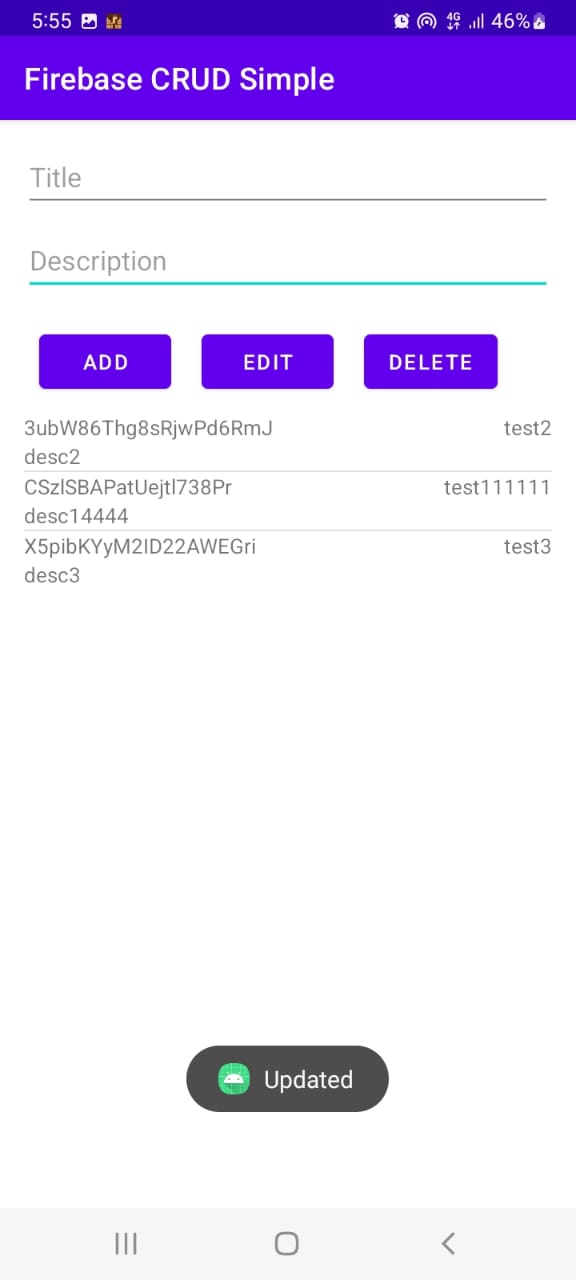 5:55 4G 46%
Firebase CRUD Simple
Title
Description
ADD EDIT DELETE
3ubW86Thg8sRjwPd6RmJ test2
desc2
CSzlSBAPatUejtl738Pr test111111
desc14444
X5pibKYyM2ID22AWEGri test3
desc3
Updated